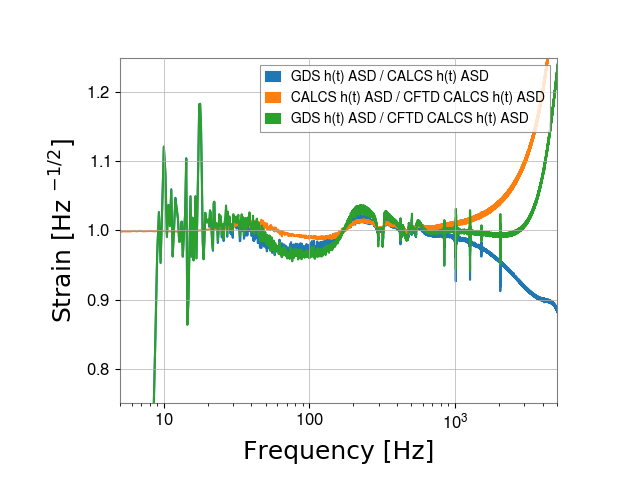 GDS h(t) ASD / CALCS h(t) ASD
CALCS h(t) ASD / CFTD CALCS h(t) ASD
GDS h(t) ASD / CFTD CALCS h(t) ASD
1.2
1.1
1.0
0.9
0.8
Strain [Hz⁻¹/²]
10
100
10³
Frequency [Hz]